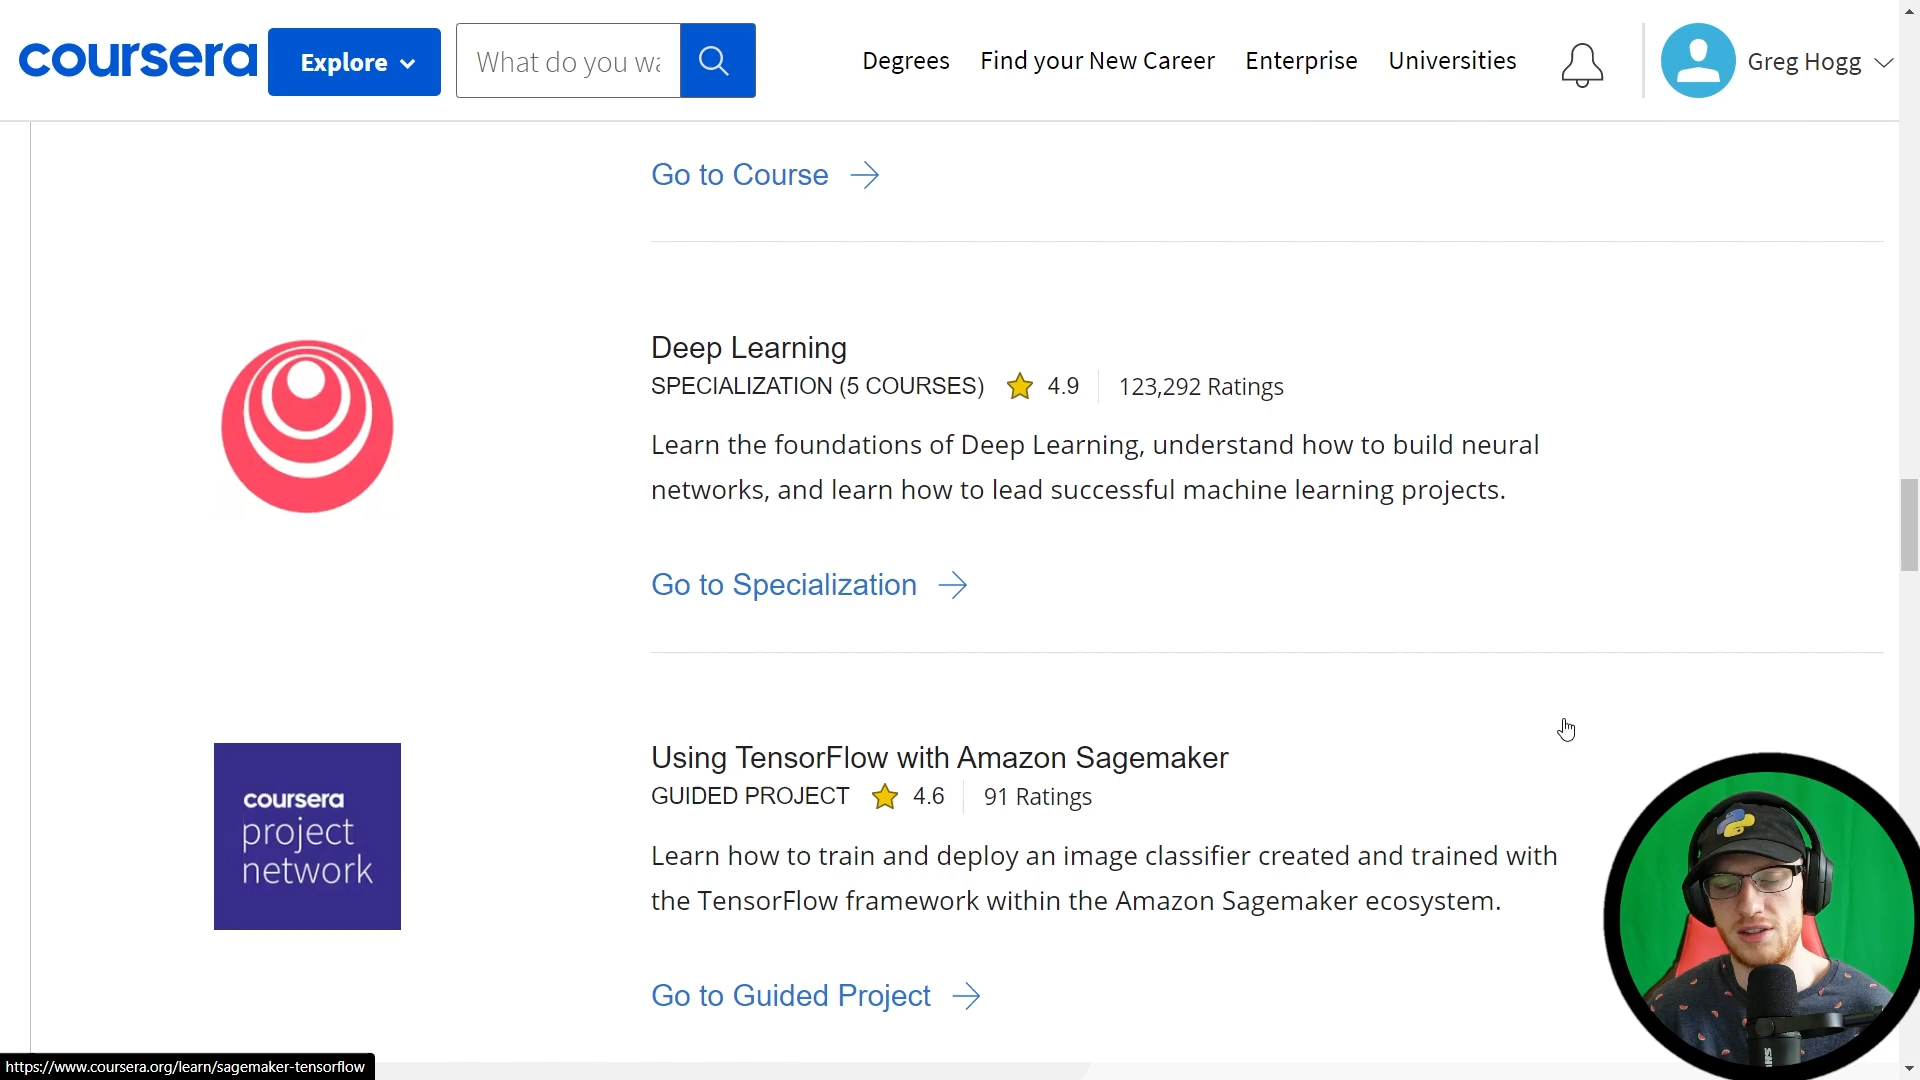 coursera
Explore
What do you wa
Degrees
Find your New Career
Enterprise
Universities
Greg Hogg
Go to Course
Deep Learning
SPECIALIZATION (5 COURSES) 4.9 123,292 Ratings
Learn the foundations of Deep Learning, understand how to build neural
networks, and learn how to lead successful machine learning projects.
Go to Specialization
coursera
project
network
Using TensorFlow with Amazon Sagemaker
GUIDED PROJECT 4.6 91 Ratings
Learn how to train and deploy an image classifier created and trained with
the TensorFlow framework within the Amazon Sagemaker ecosystem.
Go to Guided Project
https://www.coursera.org/learn/sagemaker-tensorflow